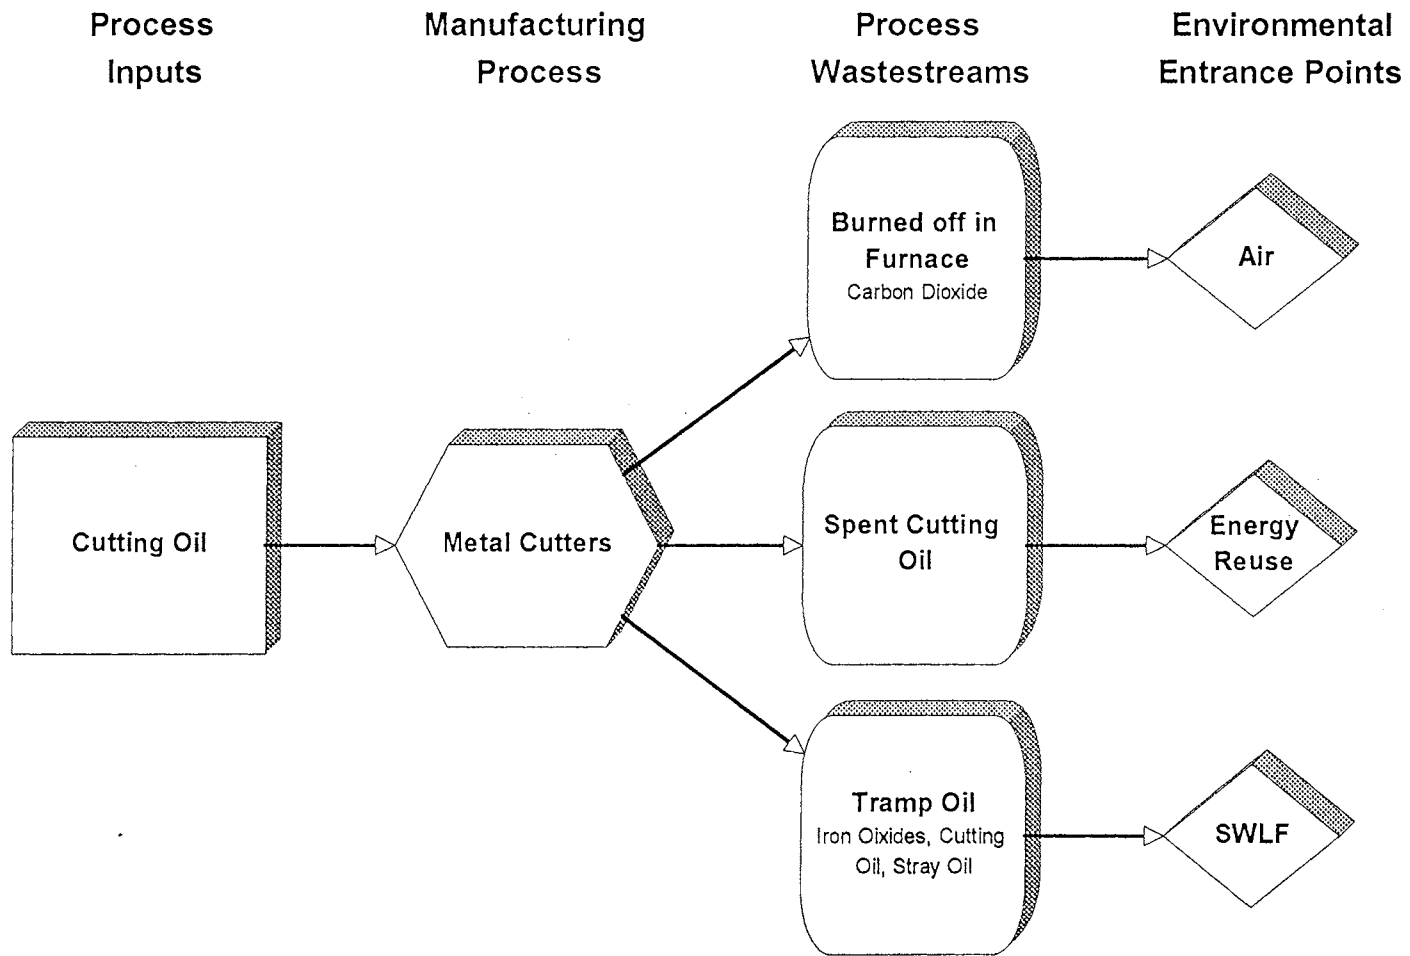 Process
Inputs
Manufacturing
Process
Process
Wastestreams
Environmental
Entrance Points
Burned off in
Furnace
Carbon Dioxide
Air
Cutting Oil
Metal Cutters
Spent Cutting
Oil
Energy
Reuse
Tramp Oil
Iron Oixides, Cutting
Oil, Stray Oil
SWLF